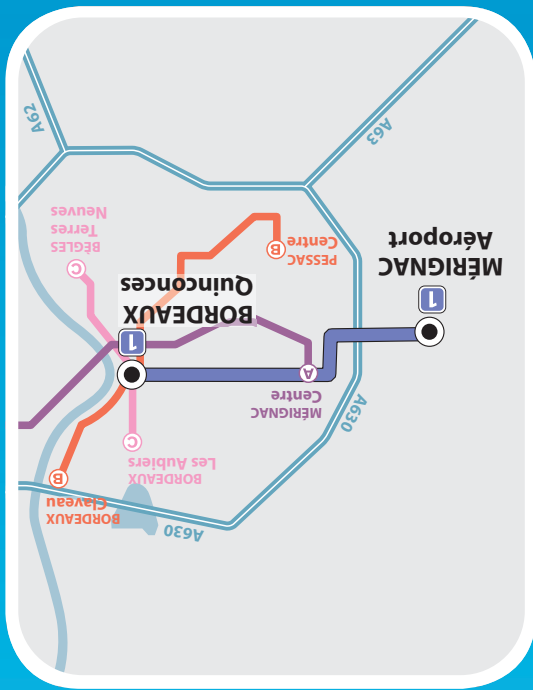 A630
BORDEAUX
Claveau
B
BORDEAUX
Les Aubiers
C
A630
MÉRIGNAC
Centre
A
1
BORDEAUX
Quinconces
1
MÉRIGNAC
Aéroport
PESSAC
Centre
B
C
BÈGLES
Terres
Neuves
A63
A62